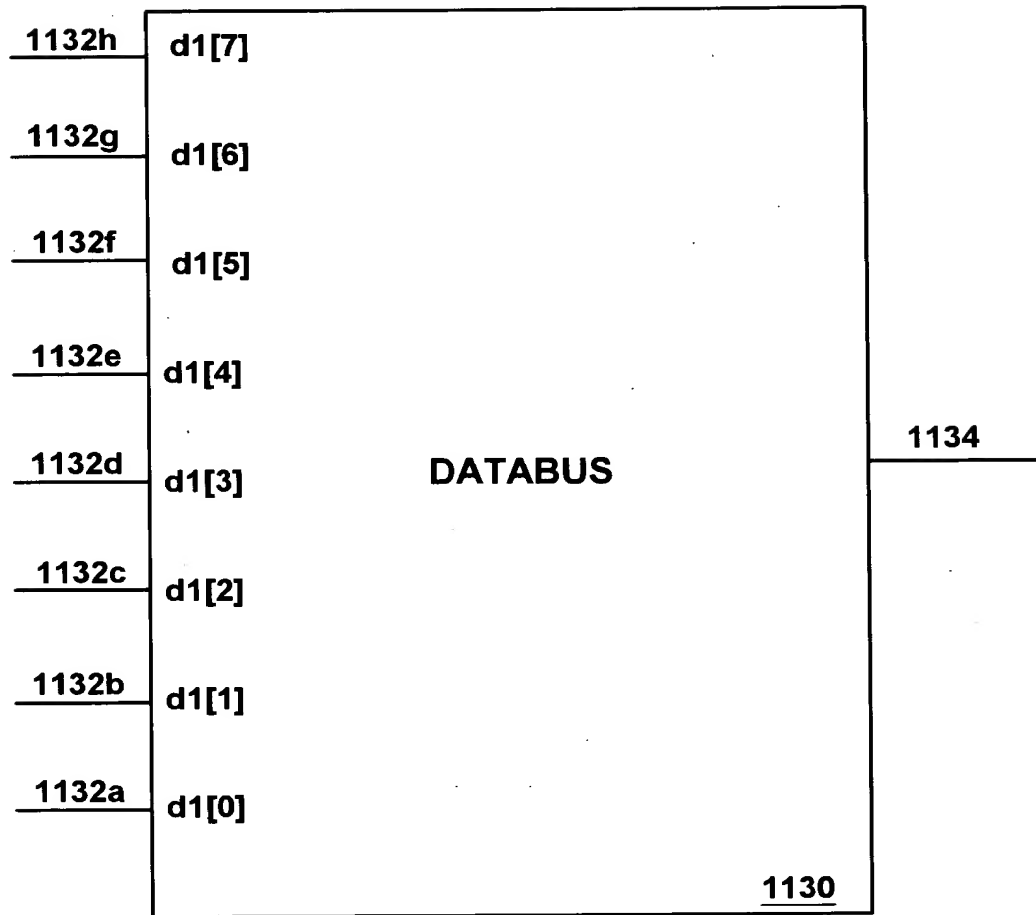 1132h d1[7]
1132g d1[6]
1132f d1[5]
1132e d1[4]
1134
1132d d1[3] DATABUS
1132c d1[2]
1132b d1[1]
1132a d1[0]
1130